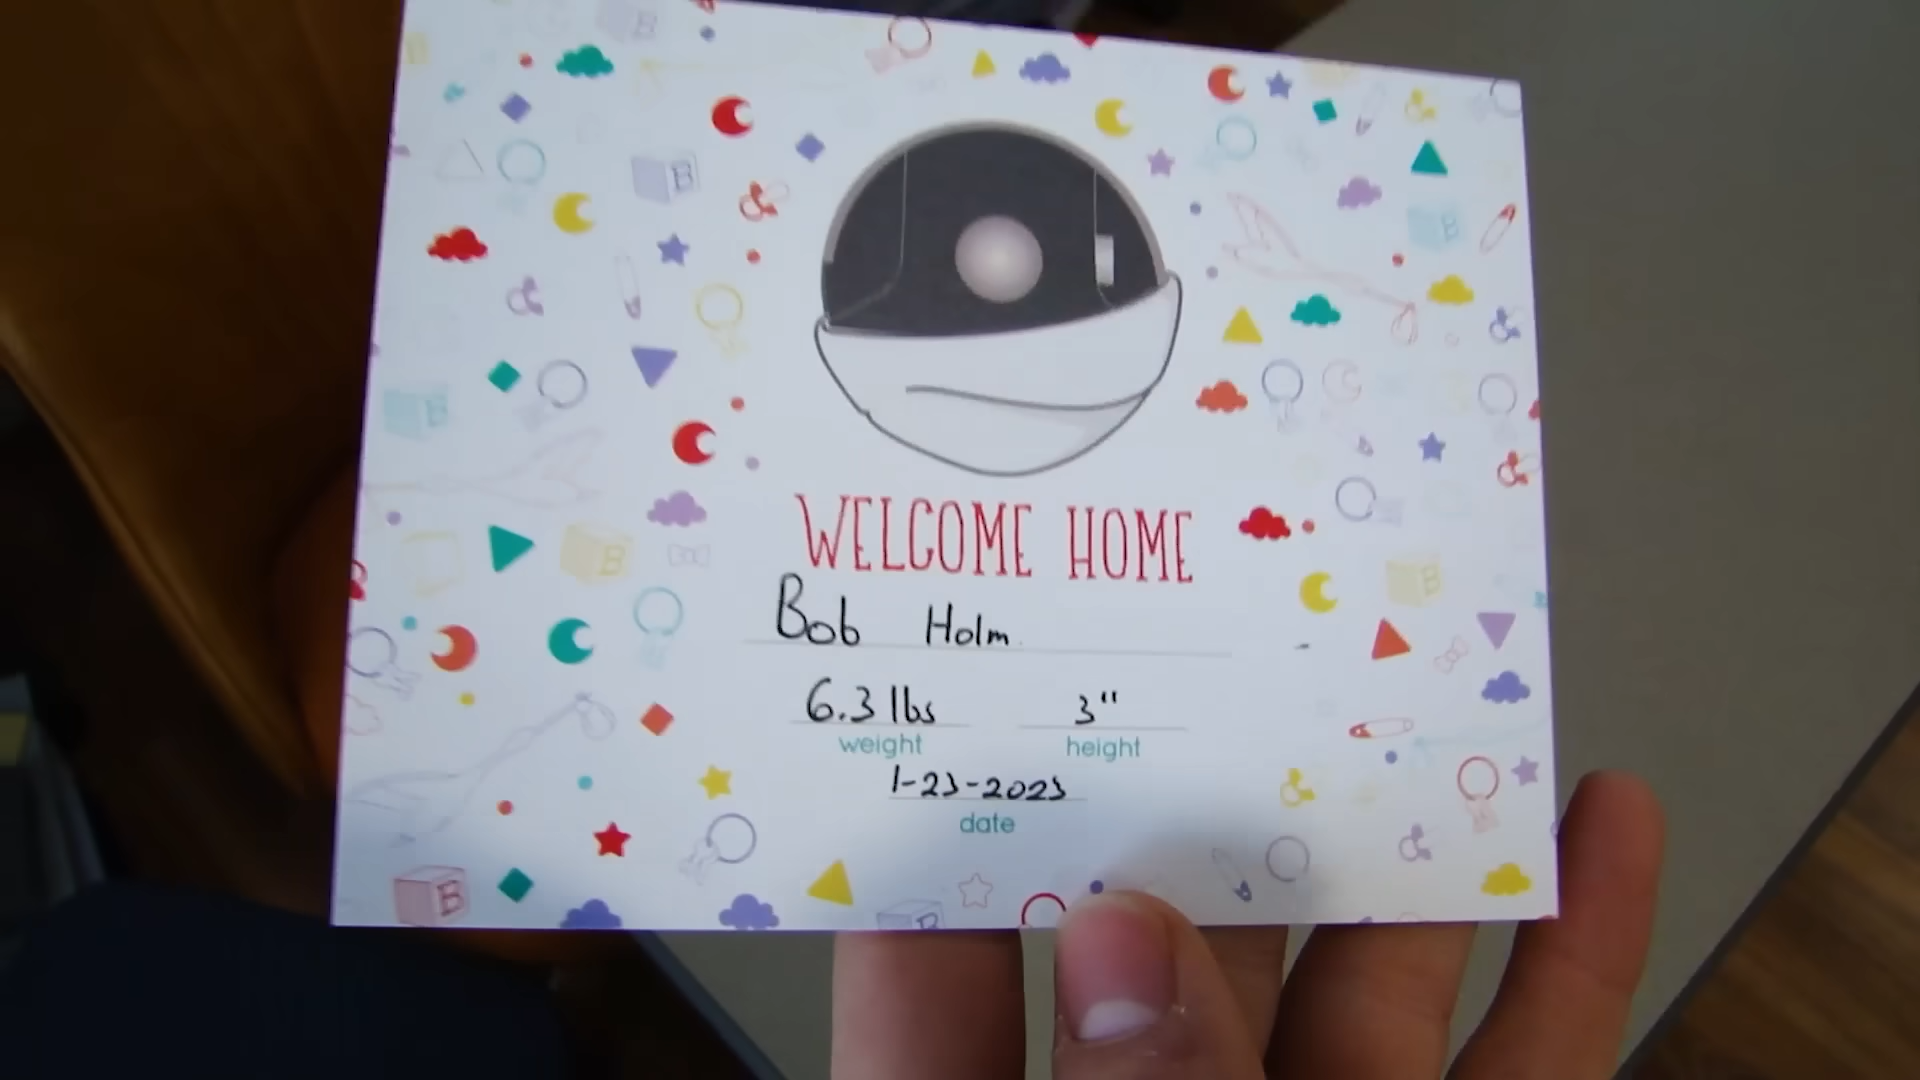 WELCOME HOME
Bob Holm
6.3 lbs 3"
weight height
1-23-2023
date